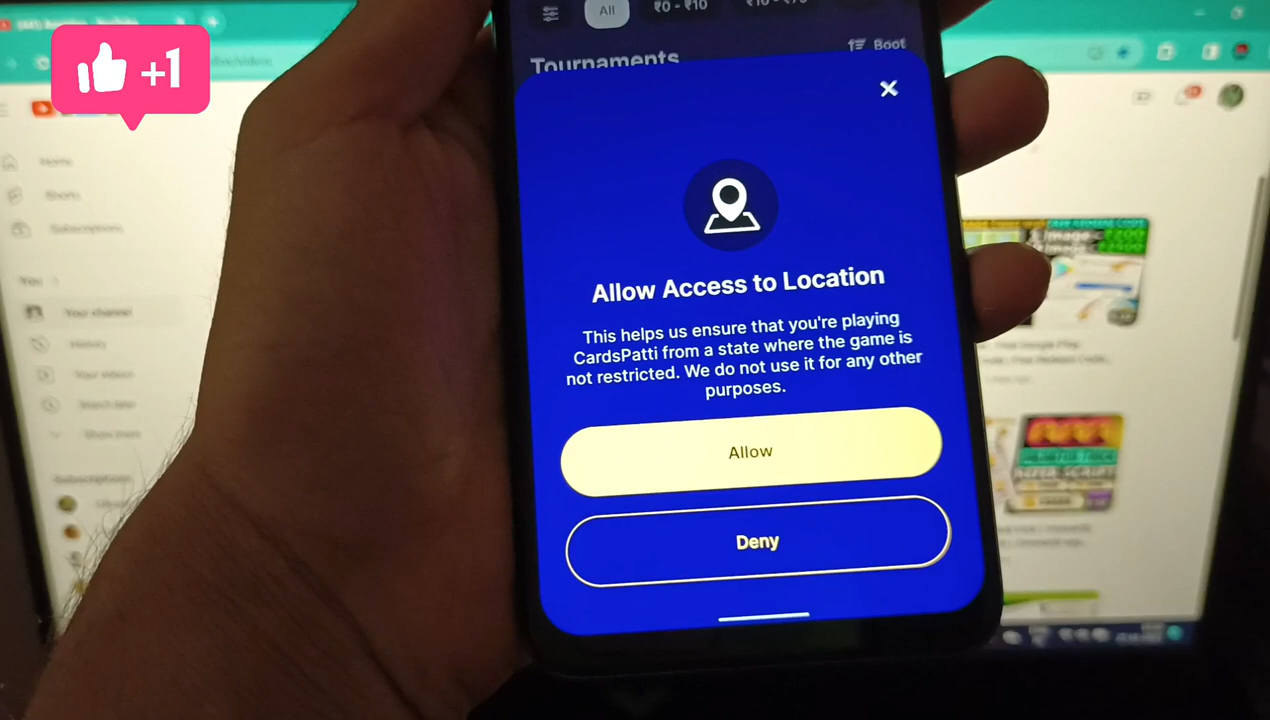 +1
All
₹0 - ₹10
Boot
Tournaments
Allow Access to Location
This helps us ensure that you're playing
CardsPatti from a state where the game is
not restricted. We do not use it for any other
purposes.
Allow
Deny
Home
Shorts
Subscriptions
You
Your channel
History
Your videos
Watch later
Show more
Subscriptions